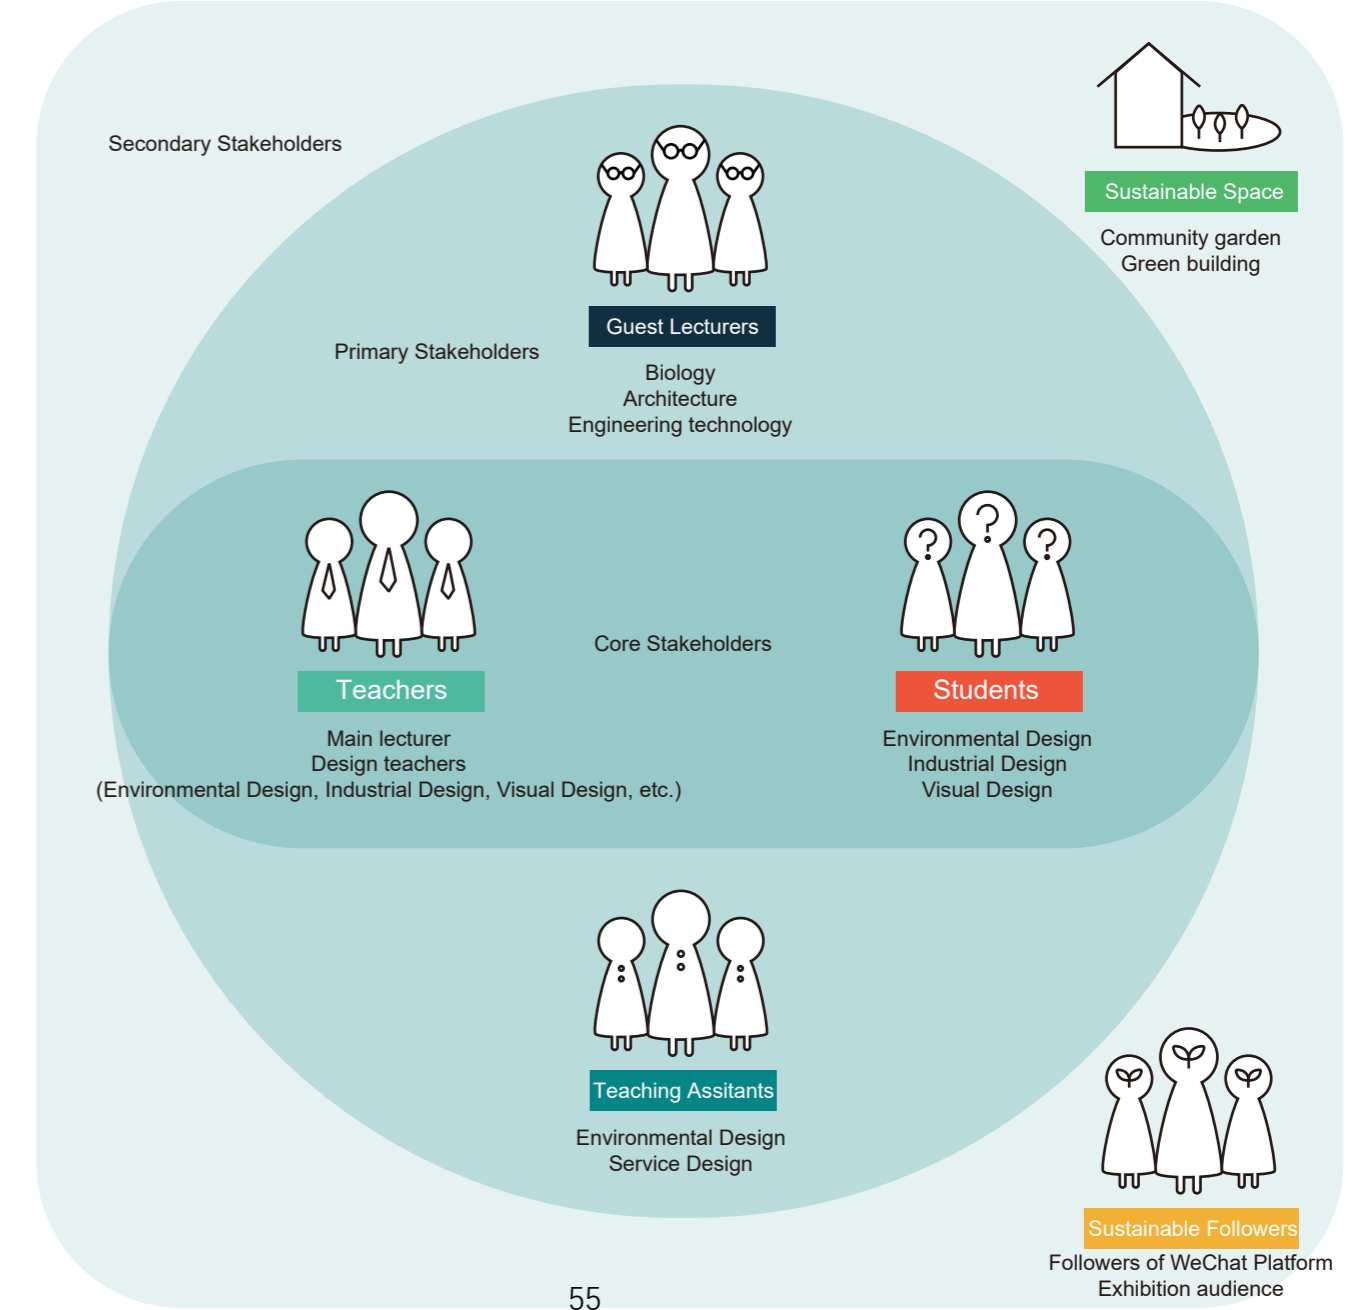 Secondary Stakeholders
Sustainable Space
Community garden
Green building
Guest Lecturers
Primary Stakeholders
Biology
Architecture
Engineering technology
Core Stakeholders
Teachers
Main lecturer
Design teachers
(Environmental Design, Industrial Design, Visual Design, etc.)
Students
Environmental Design
Industrial Design
Visual Design
Teaching Assitants
Environmental Design
Service Design
Sustainable Followers
Followers of WeChat Platform
Exhibition audience
55